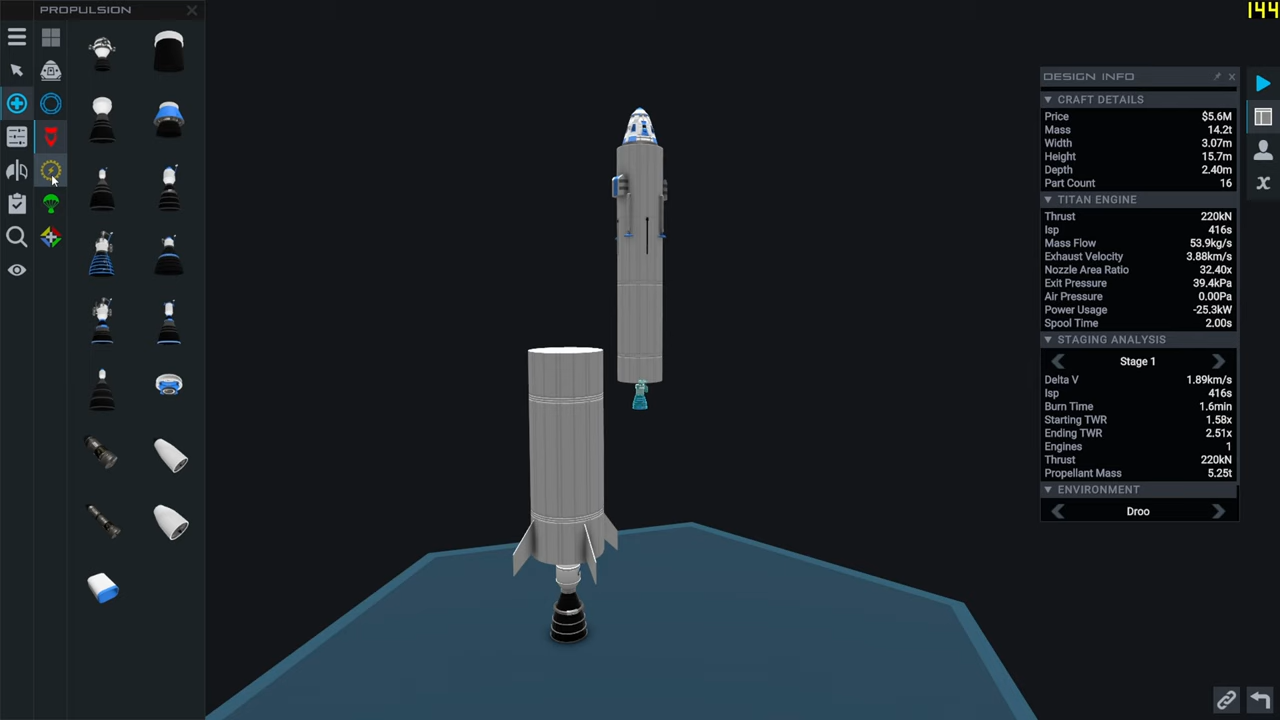 PROPULSION
144
DESIGN INFO
CRAFT DETAILS
Price $5.6M
Mass 14.2t
Width 3.07m
Height 15.7m
Depth 2.40m
Part Count 16
TITAN ENGINE
Thrust 220kN
Isp 416s
Mass Flow 53.9kg/s
Exhaust Velocity 3.88km/s
Nozzle Area Ratio 32.40x
Exit Pressure 39.4kPa
Air Pressure 0.00Pa
Power Usage -25.3kW
Spool Time 2.00s
STAGING ANALYSIS
Stage 1
Delta V 1.89km/s
Isp 416s
Burn Time 1.6min
Starting TWR 1.58x
Ending TWR 2.51x
Engines 1
Thrust 220kN
Propellant Mass 5.25t
ENVIRONMENT
Droo